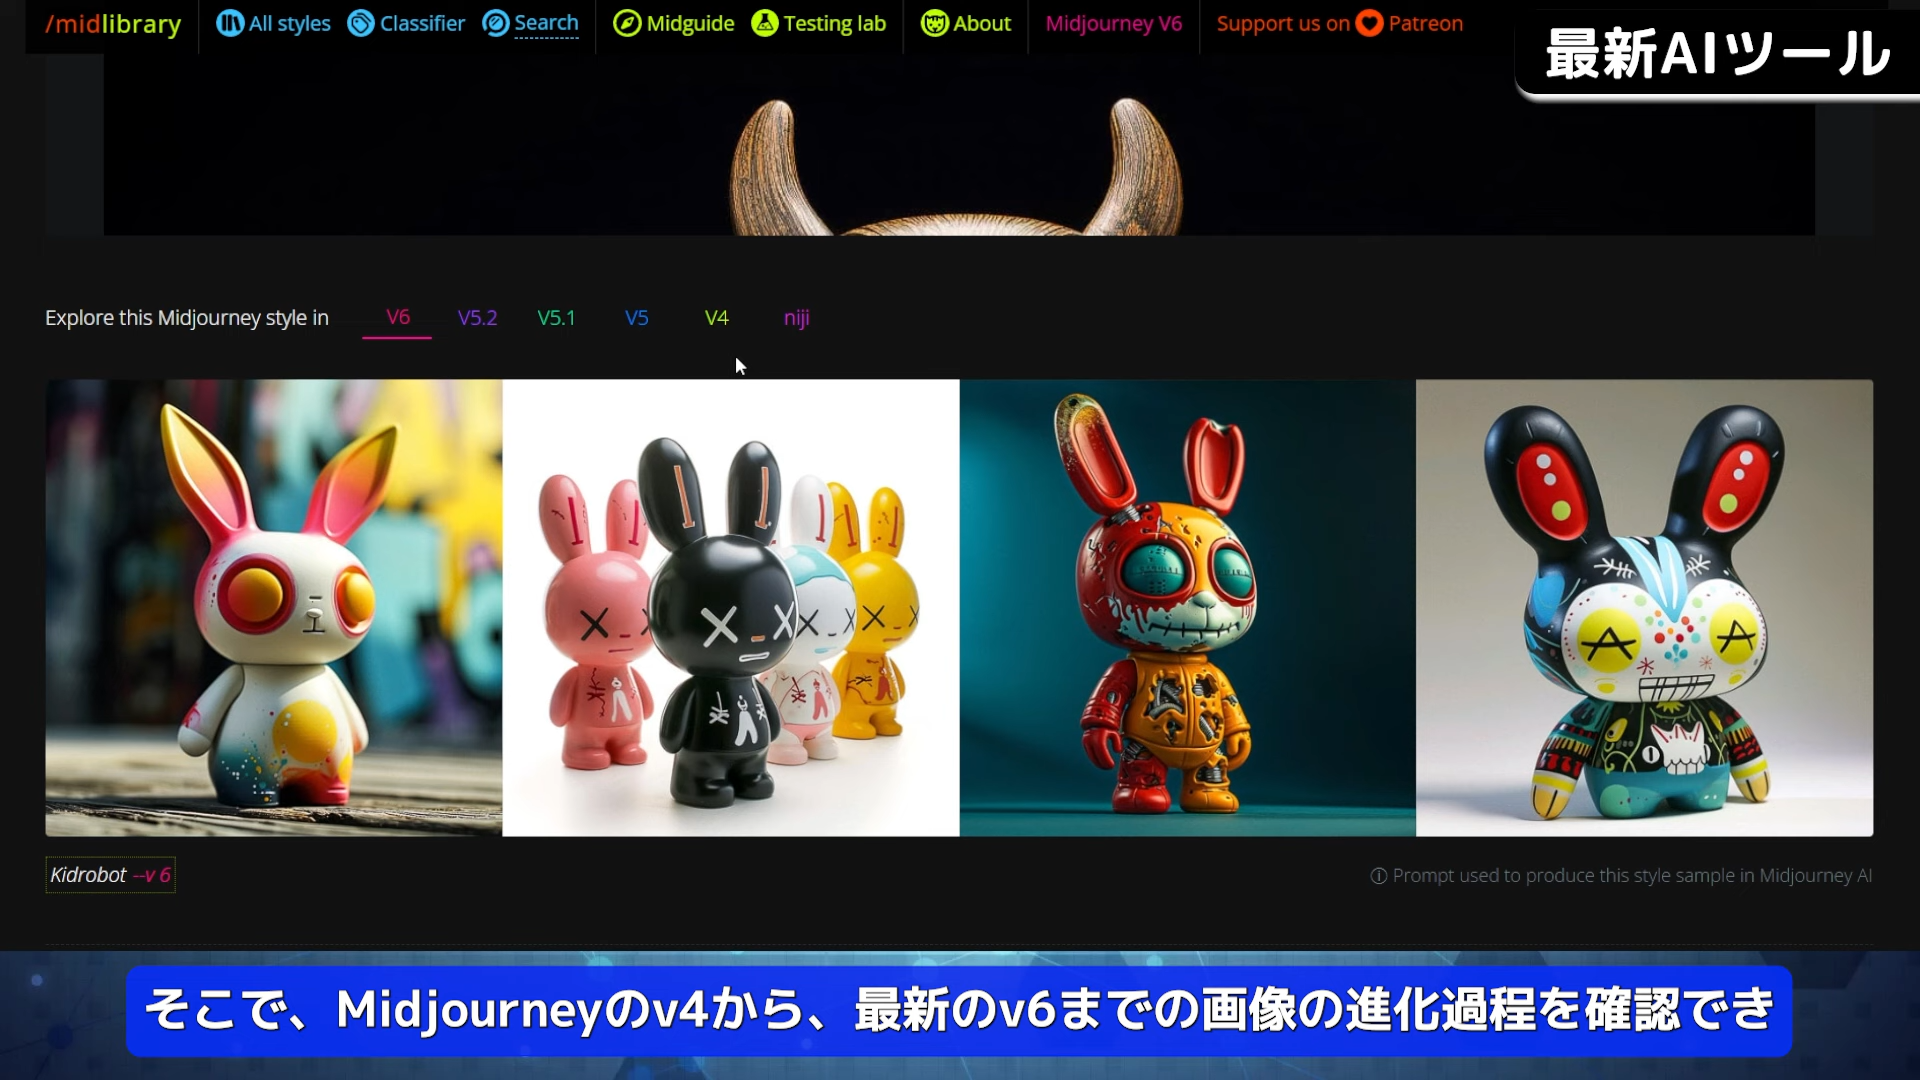 /midlibrary
All styles
Classifier
Search
Midguide
Testing lab
About
Midjourney V6
Support us on Patreon
最新AIツール
Explore this Midjourney style in
V6
V5.2
V5.1
V5
V4
niji
Kidrobot --v 6
Prompt used to produce this style sample in Midjourney AI
そこで、Midjourneyのv4から、最新のv6までの画像の進化過程を確認でき